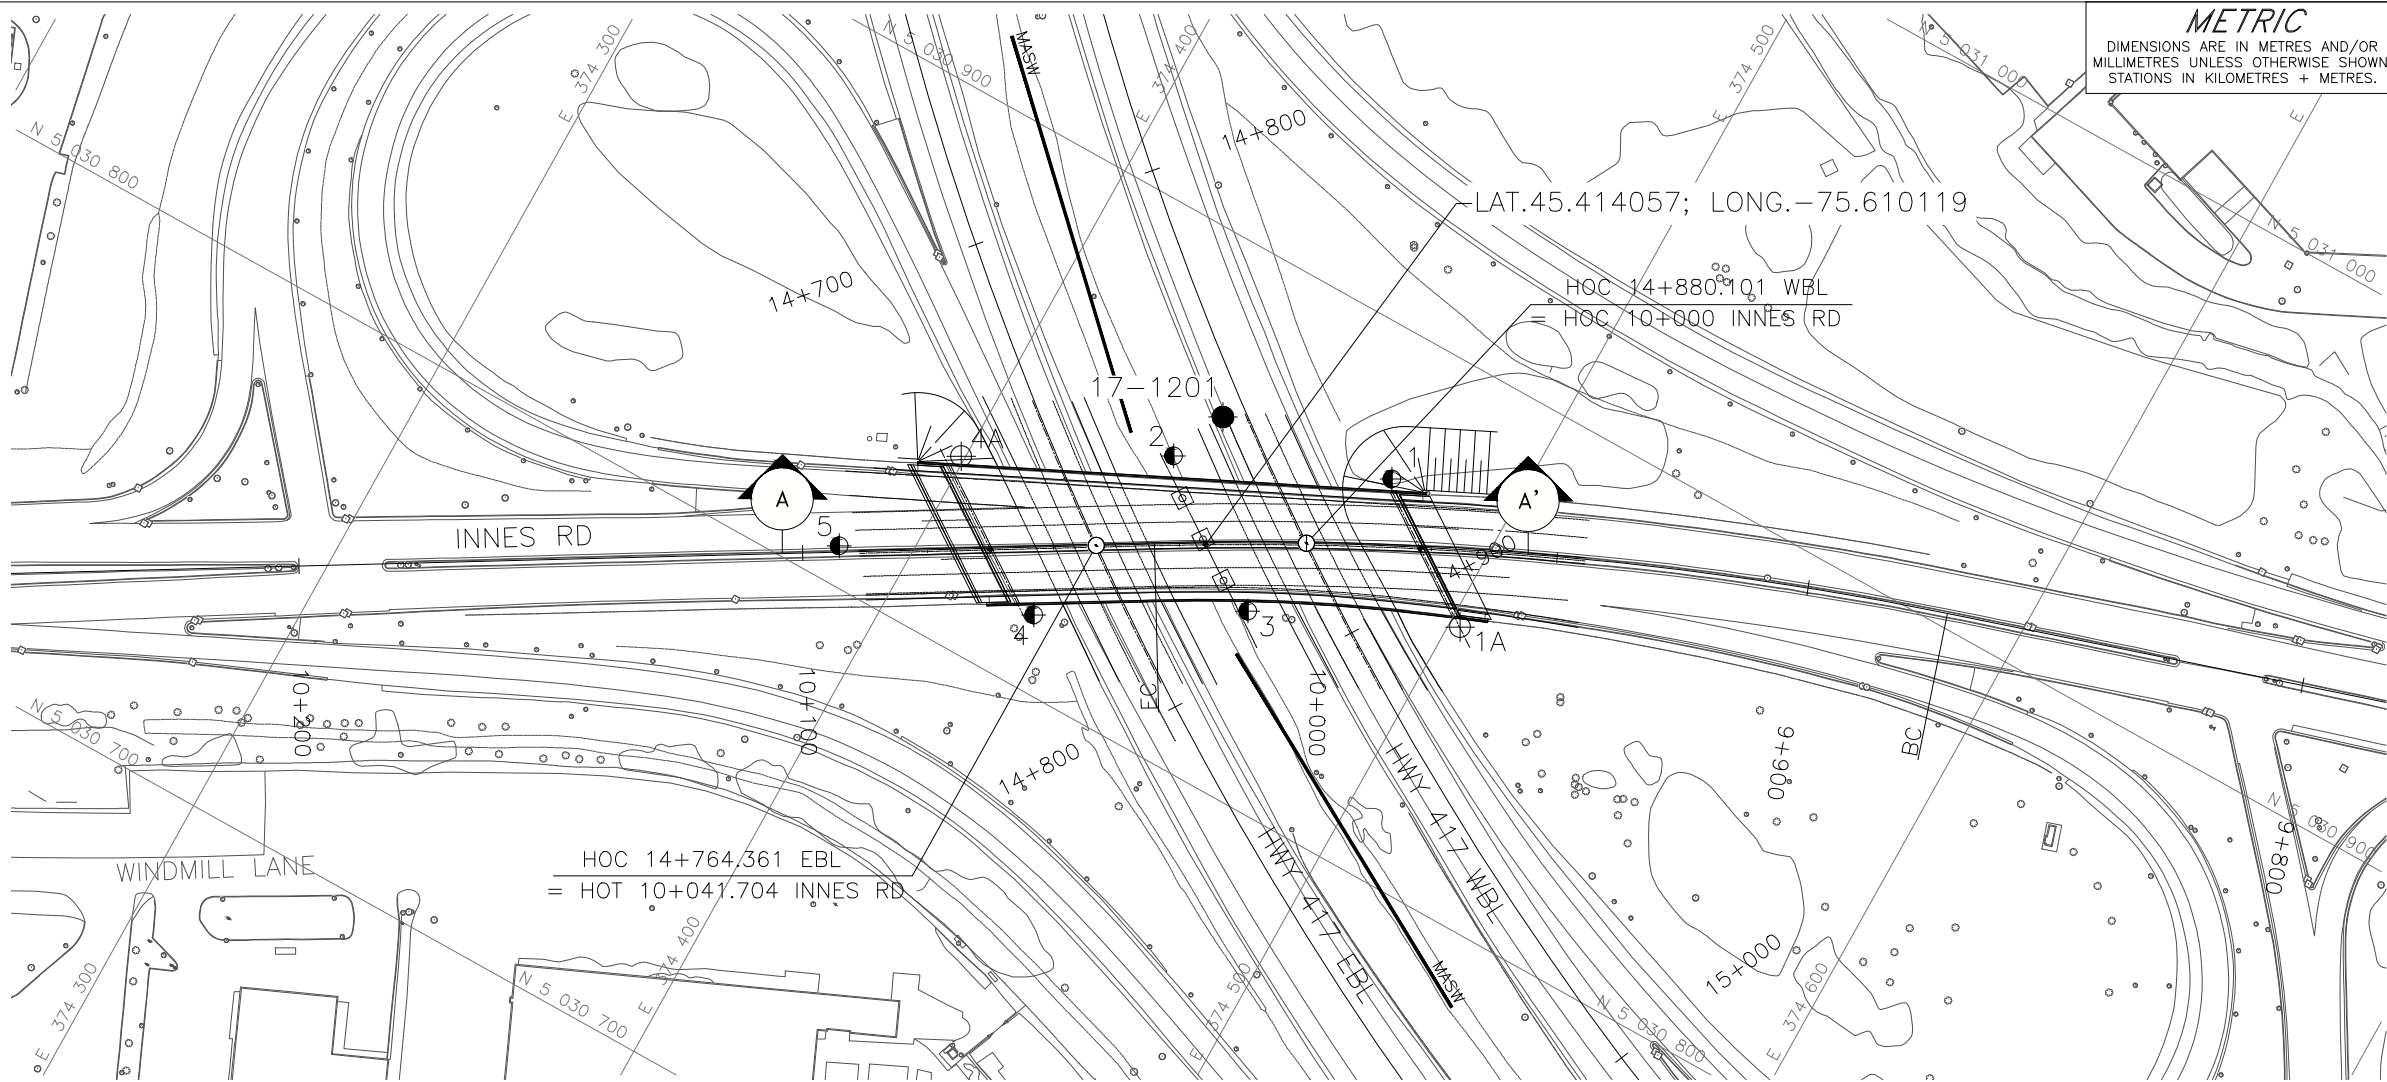 METRIC
DIMENSIONS ARE IN METRES AND/OR
MILLIMETRES UNLESS OTHERWISE SHOWN
STATIONS IN KILOMETRES + METRES.
E 374 300
N 5 030 900
MASW
E 374 400
E 374 500
N 5 031 000
E
N 5 030 800
14+800
LAT.45.414057; LONG.-75.610119
N 5 031 000
14+700
HOC 14+880.101 WBL
= HOC 10+000 INNES RD
17-1201
2
4A
1
A
A'
5
INNES RD
14+900
4
3
1A
10+200
10+100
EC
10+000
9+900
BC
N 5 030 700
14+800
HWY 417 WBL
N 5 030 900
9+800
HOC 14+764.361 EBL
= HOT 10+041.704 INNES RD
HWY 417 EBL
WINDMILL LANE
E 374 300
E 374 400
N 5 030 700
E 374 500
MASW
15+000
E 374 600
N 5 030 800